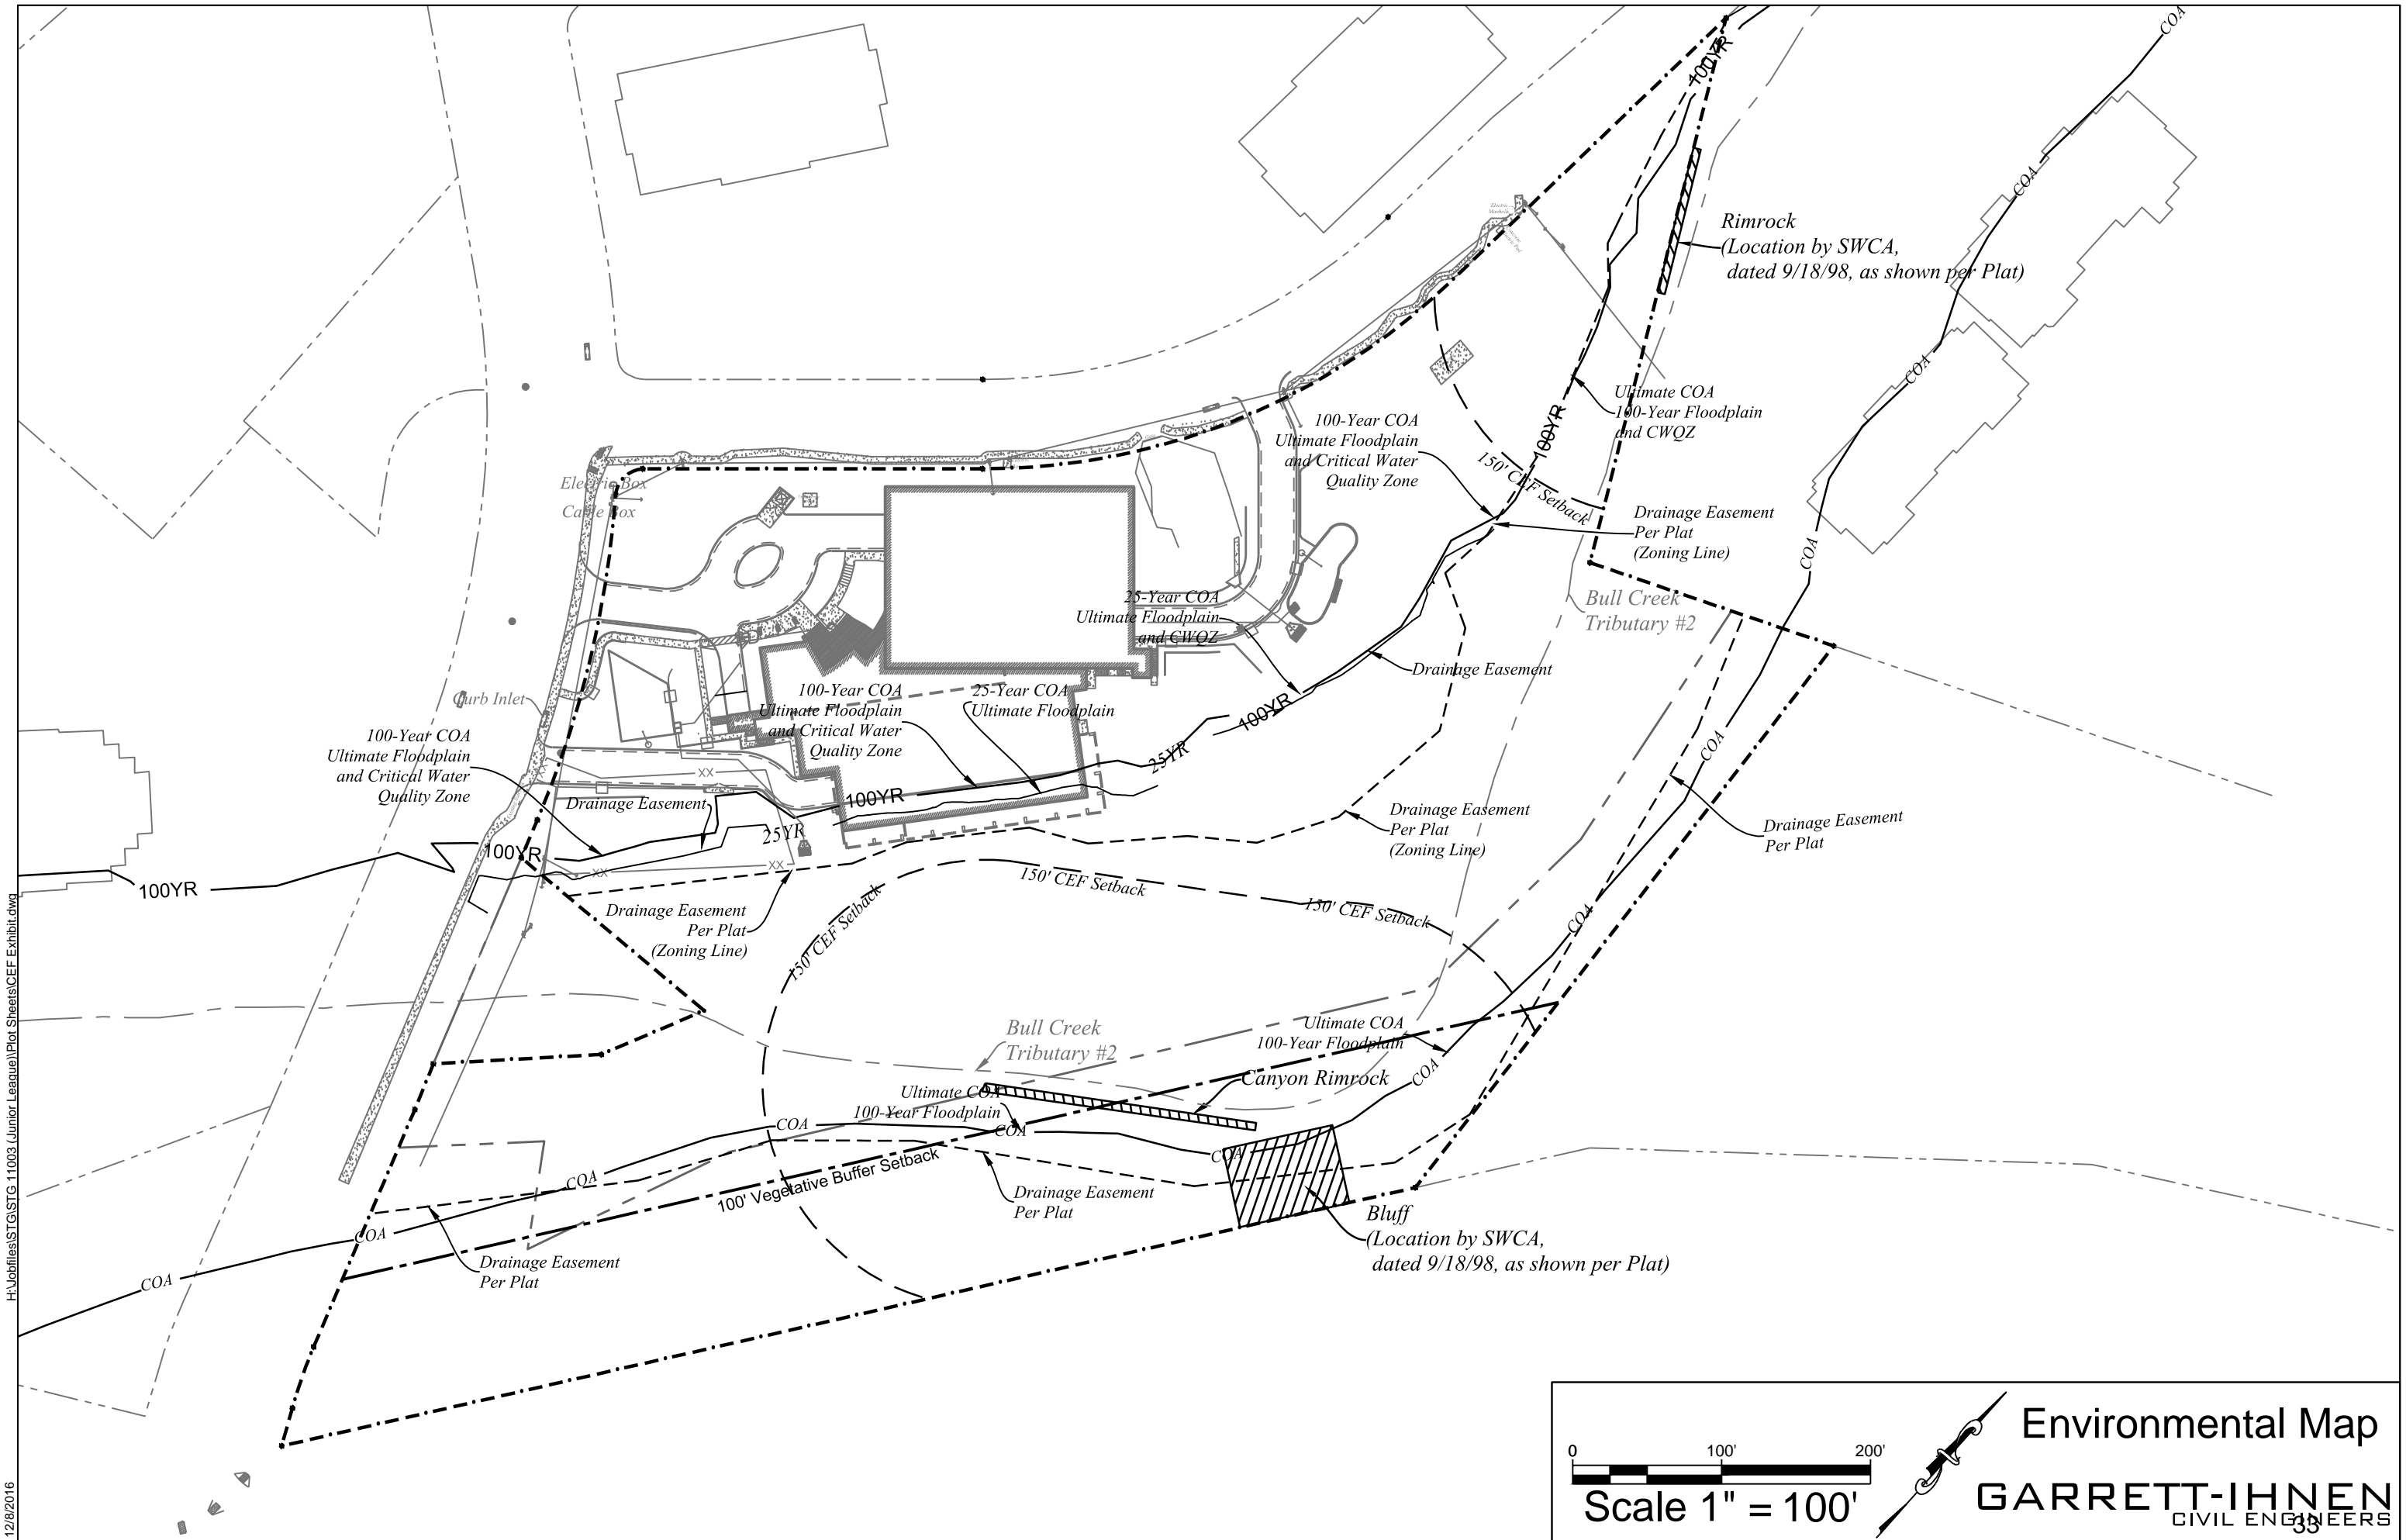 COA
100YR
Rimrock
(Location by SWCA,
dated 9/18/98, as shown per Plat)
COA
COA
Ultimate COA
100-Year Floodplain
and CWQZ
100YR
100-Year COA
Ultimate Floodplain
and Critical Water
Quality Zone
150' CEF Setback
Electric Box
Cable Box
Drainage Easement
Per Plat
(Zoning Line)
COA
25-Year COA
Ultimate Floodplain
and CWQZ
Bull Creek
Tributary #2
Drainage Easement
Curb Inlet
100-Year COA
Ultimate Floodplain
and Critical Water
Quality Zone
25-Year COA
Ultimate Floodplain
100YR
25YR
COA
100-Year COA
Ultimate Floodplain
and Critical Water
Quality Zone
XX
XX
Drainage Easement
100YR
25YR
Drainage Easement
Per Plat
(Zoning Line)
Drainage Easement
Per Plat
100YR
XX
XX
100YR
150' CEF Setback
150' CEF Setback
150' CEF Setback
COA
Drainage Easement
Per Plat
(Zoning Line)
Bull Creek
Tributary #2
Ultimate COA
100-Year Floodplain
Canyon Rimrock
COA
Ultimate COA
100-Year Floodplain
COA
COA
COA
100' Vegetative Buffer Setback
COA
Drainage Easement
Per Plat
Bluff
(Location by SWCA,
dated 9/18/98, as shown per Plat)
COA
Drainage Easement
Per Plat
COA
H:\Jobfiles\STG\STG 11003 (Junior League)\Plot Sheets\CEF Exhibit.dwg
12/8/2016
0 100' 200'
Scale 1" = 100'
Environmental Map
GARRETT-IHNEN
CIVIL ENGINEERS
33